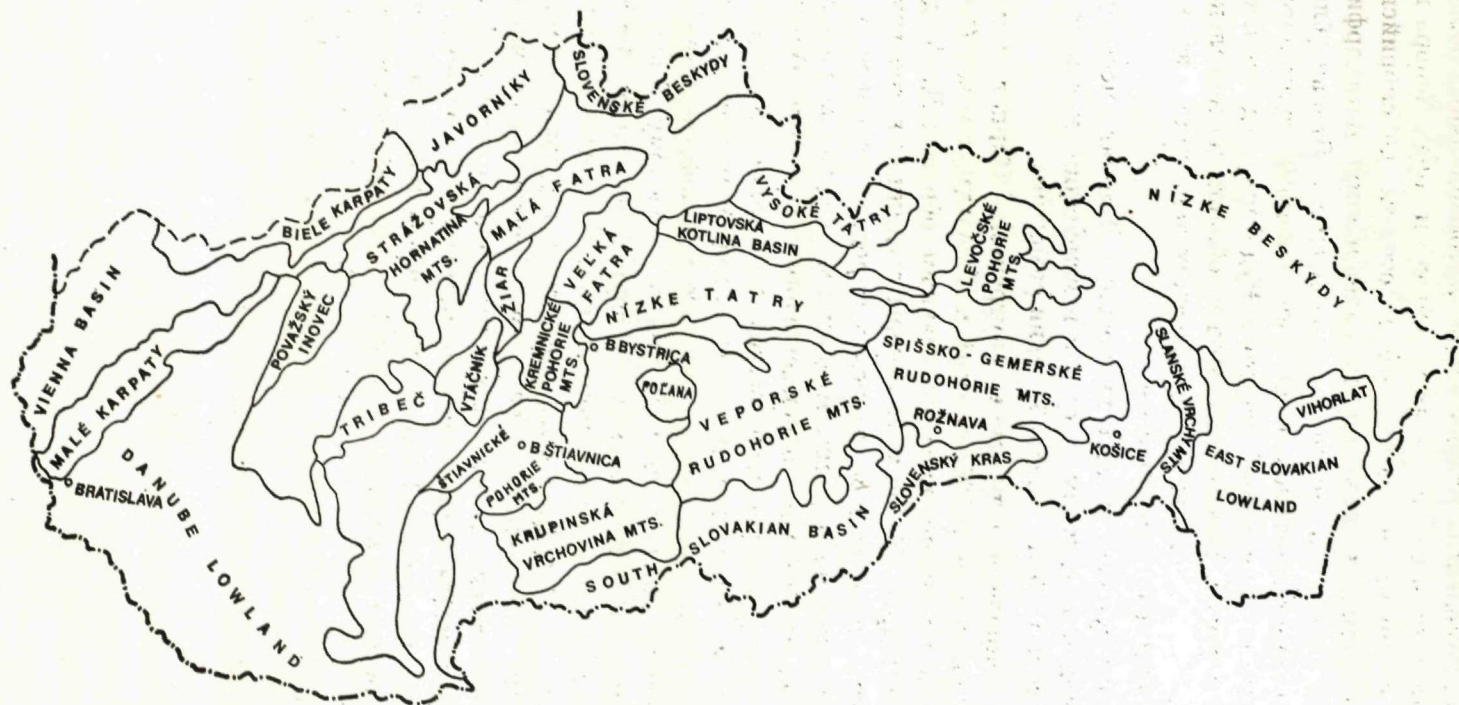 SLOVENSKÉ
BESKYDY
JAVORNÍKY
BIELE KARPATY
STRÁŽOVSKÁ
HORNATINA
MTS.
MALÁ FATRA
VYSOKÉ TATRY
LIPTOVSKÁ
KOTLINA BASIN
LEVOČSKÉ
POHORIE
MTS.
NÍZKE BESKYDY
VIENNA BASIN
MALÉ KARPATY
POVAŽSKÝ
INOVEC
ŽIAR
VEĽKÁ
FATRA
NÍZKE TATRY
KREMNICKÉ
POHORIE
MTS.
B BYSTRICA
POĽANA
VTÁČNIK
TRIBEČ
SPIŠSKO-GEMERSKÉ
RUDOHORIE MTS.
ROŽNAVA
SLANSKÉ VRCHY MTS.
VIHORLAT
VEPORSKÉ
RUDOHORIE MTS.
KOŠICE
EAST SLOVAKIAN
LOWLAND
SLOVENSKÝ KRAS
ŠTIAVNICKÉ
POHORIE
MTS.
B ŠTIAVNICA
BRATISLAVA
DANUBE LOWLAND
KRUPINSKÁ
VRCHOVINA MTS.
SOUTH SLOVAKIAN BASIN